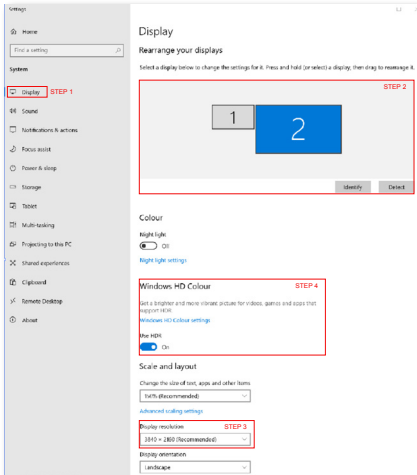 Settings
Home
Find a setting
System
Display STEP 1
Sound
Notifications & actions
Focus assist
Power & sleep
Storage
Tablet
Multi-tasking
Projecting to this PC
Shared experiences
Clipboard
Remote Desktop
About
Display
Rearrange your displays
Select a display below to change the settings for it. Press and hold (or select) a display, then drag to rearrange it.
STEP 2
1
2
Identify Detect
Colour
Night light
Off
Night light settings
Windows HD Colour STEP 4
Get a brighter and more vibrant picture for videos, games and apps that
support HDR.
Windows HD Colour settings
Use HDR
On
Scale and layout
Change the size of text, apps and other items
150% (Recommended)
Advanced scaling settings
Display resolution STEP 3
3840 × 2160 (Recommended)
Display orientation
Landscape